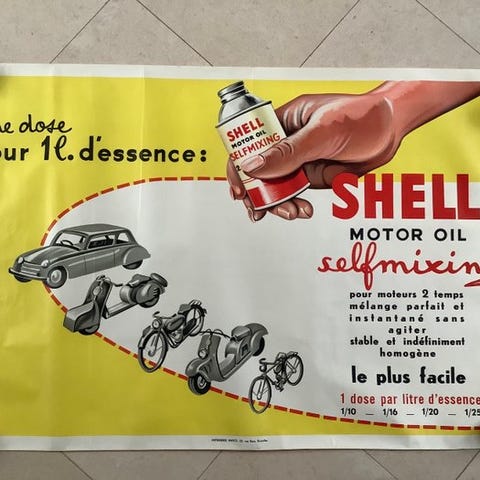 ne dose
our 1 l. d'essence :
SHELL
MOTOR OIL
SELFMIXING
SHELL
MOTOR OIL
selfmixing
pour moteurs 2 temps
mélange parfait et
instantané sans
agiter
stable et indéfiniment
homogène
le plus facile
1 dose par litre d'essence
1/10 — 1/16 — 1/20 — 1/25